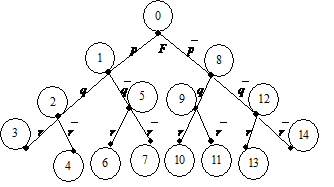 0
p F p̅
1 8
q q̅ q q̅
2 5 9 12
r r̅ r r̅ r r̅ r r̅
3 14
4 6 7 10 11 13